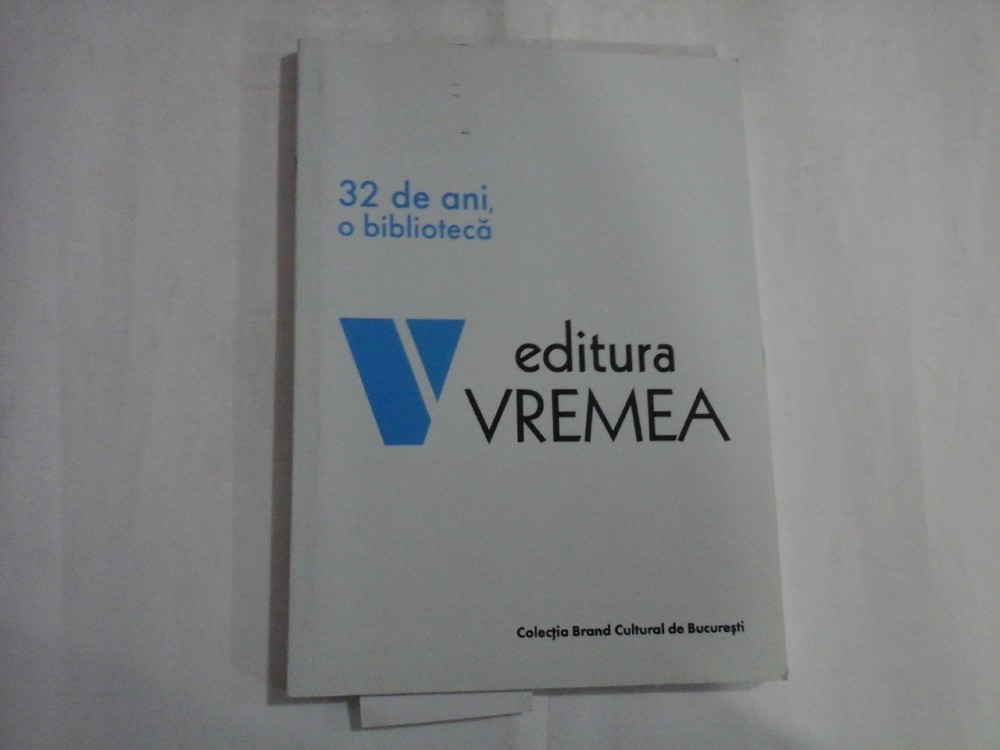 32 de ani,
o bibliotecă
editura
VREMEA
Colecția Brand Cultural de București